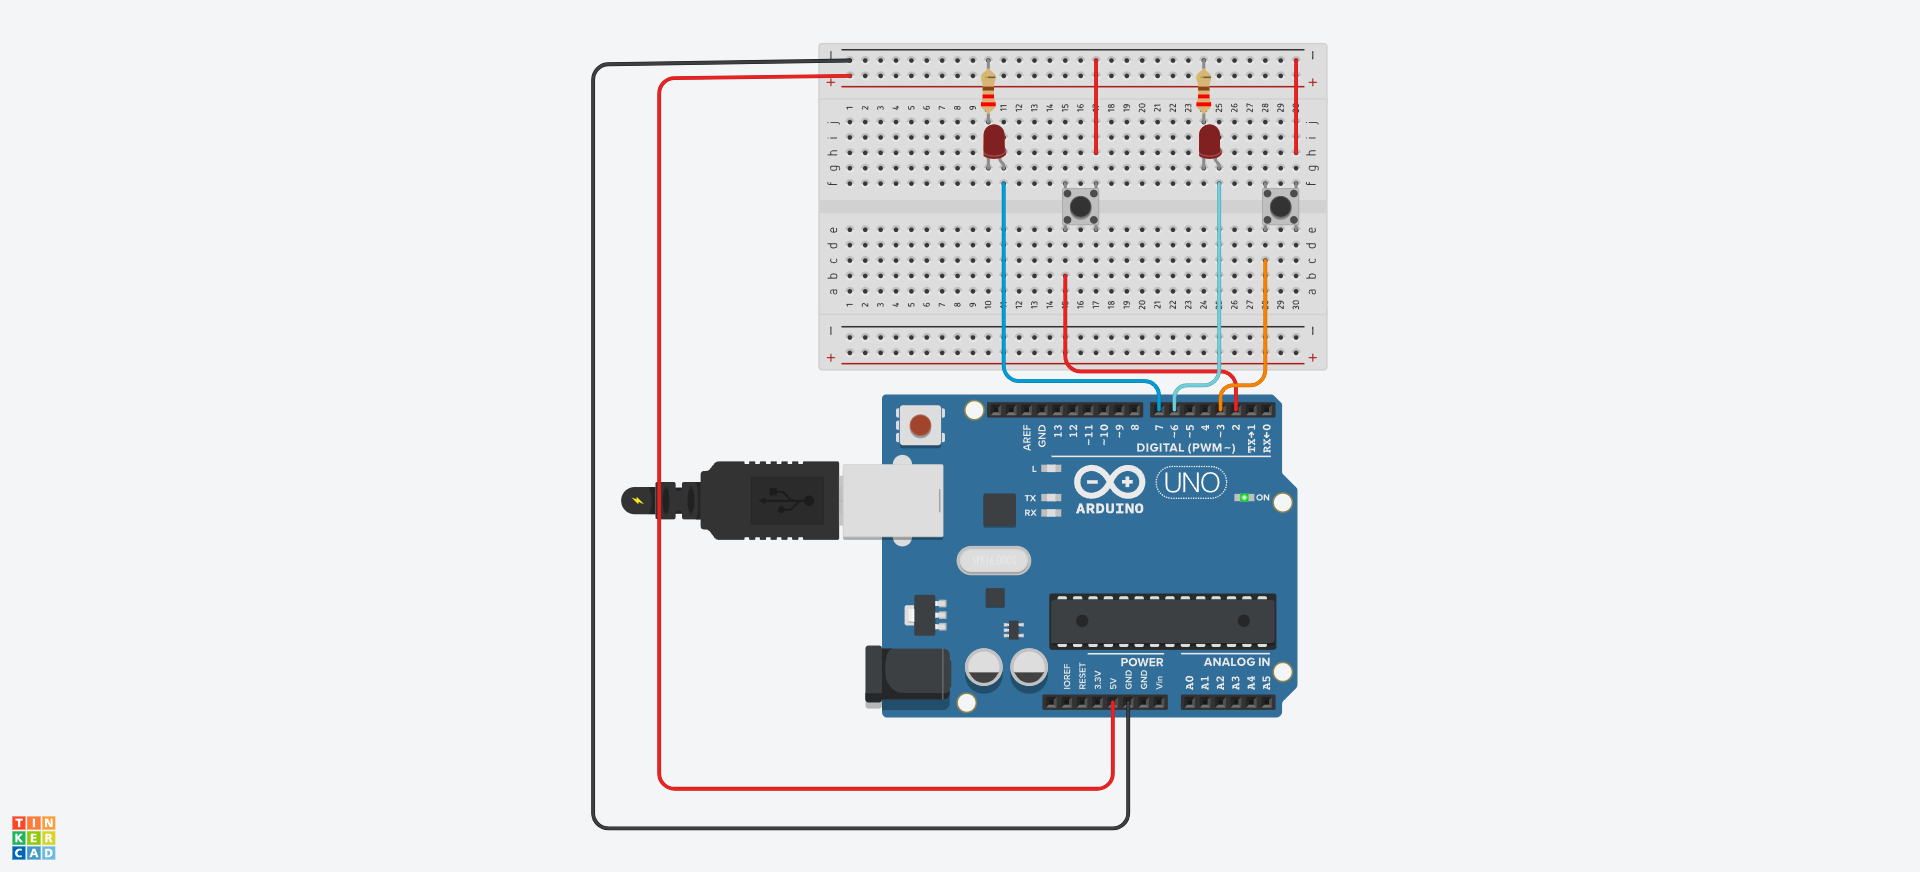 − −
+ +
1 2 3 4 5 6 7 8 9 10 11 12 13 14 15 16 17 18 19 20 21 22 23 24 25 26 27 28 29 30
j j
i i
h h
g g
f f
e e
d d
c c
b b
a a
1 2 3 4 5 6 7 8 9 10 11 12 13 14 15 16 17 18 19 20 21 22 23 24 25 26 27 28 29 30
− −
+ +
AREF GND 13 12 ~11 ~10 ~9 8 7 ~6 ~5 4 ~3 2 TX→1 RX←0
DIGITAL (PWM~)
L
TX
RX
UNO
ON
ARDUINO
POWER ANALOG IN
IOREF RESET 3.3V 5V GND GND Vin A0 A1 A2 A3 A4 A5
TIN
KER
CAD